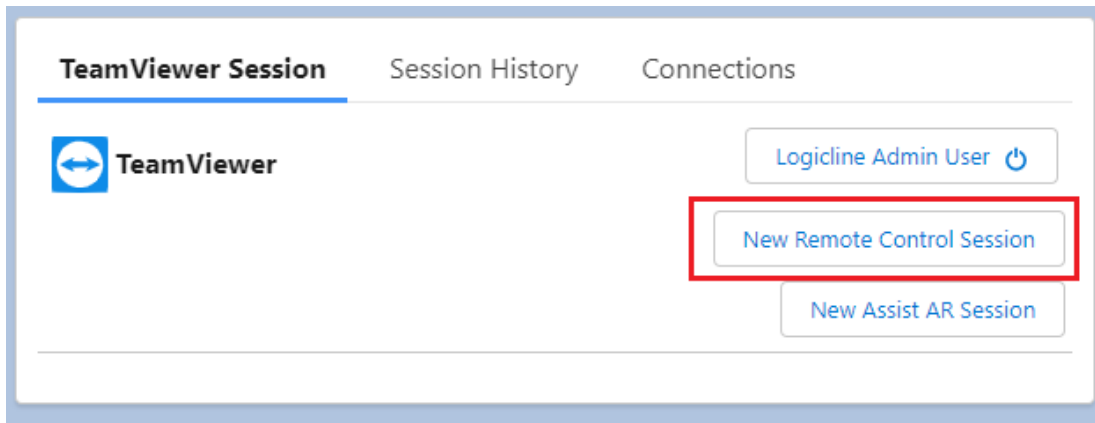 TeamViewer Session Session History Connections
TeamViewer
Logicline Admin User
New Remote Control Session
New Assist AR Session